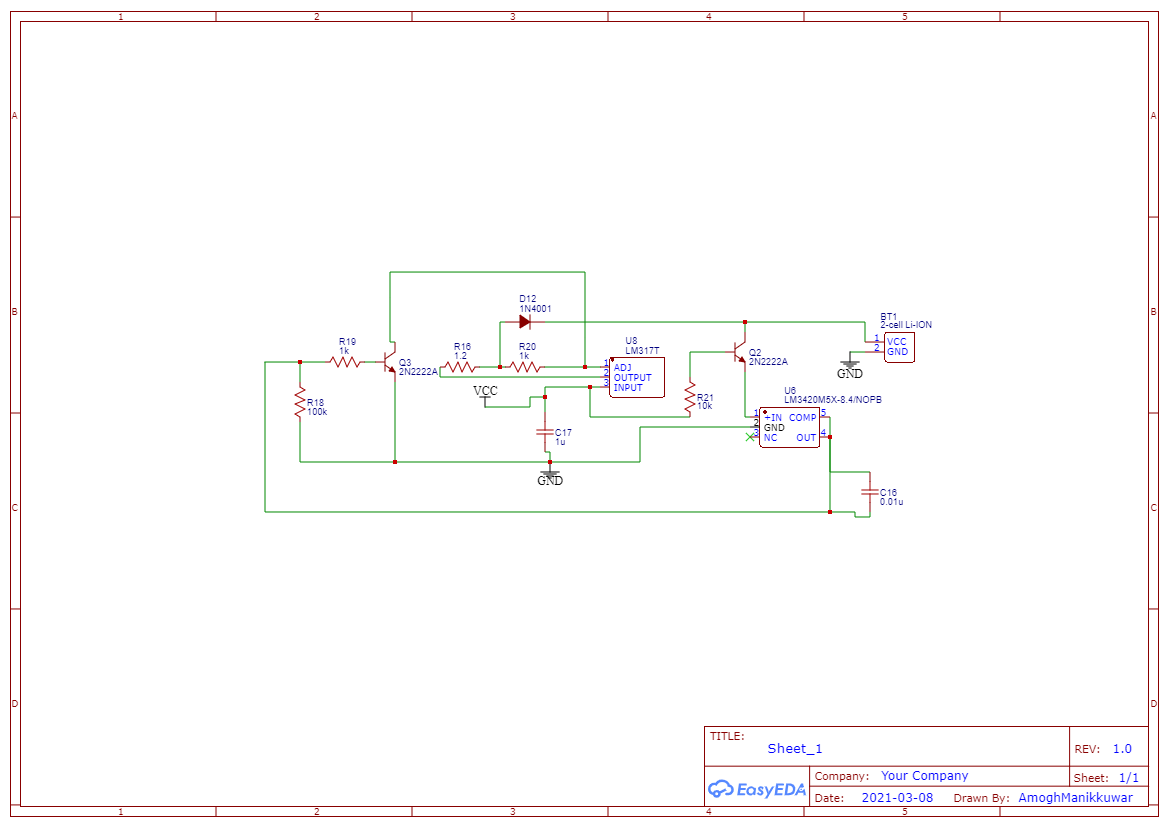 1 2 3 4 5
A A
B B
C C
D D
D12
1N4001
BT1
2-cell Li-ION
1 VCC
2 GND
GND
R19
1k
Q3
2N2222A
R16
1.2
R20
1k
U8
LM317T
1 ADJ
2 OUTPUT
3 INPUT
Q2
2N2222A
VCC
R18
100k
R21
10k
U6
LM3420M5X-8.4/NOPB
1 +IN COMP 5
2 GND
3 NC OUT 4
C17
1u
GND
C16
0.01u
TITLE:
Sheet_1
REV: 1.0
EasyEDA
Company: Your Company
Sheet: 1/1
Date: 2021-03-08 Drawn By: AmoghManikkuwar
1 2 3 4 5